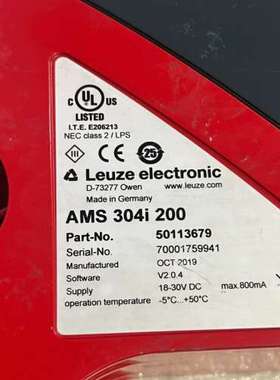 c UL US
LISTED
I.T.E. E206213
NEC class 2 / LPS
III CE 25
Leuze electronic
D-73277 Owen www.leuze.com
Made in Germany
AMS 304i 200
Part-No. 50113679
Serial-No. 70001759941
Manufactured OCT 2019
Software V2.0.4
Supply 18-30V DC max.800mA
operation temperature -5°C...+50°C